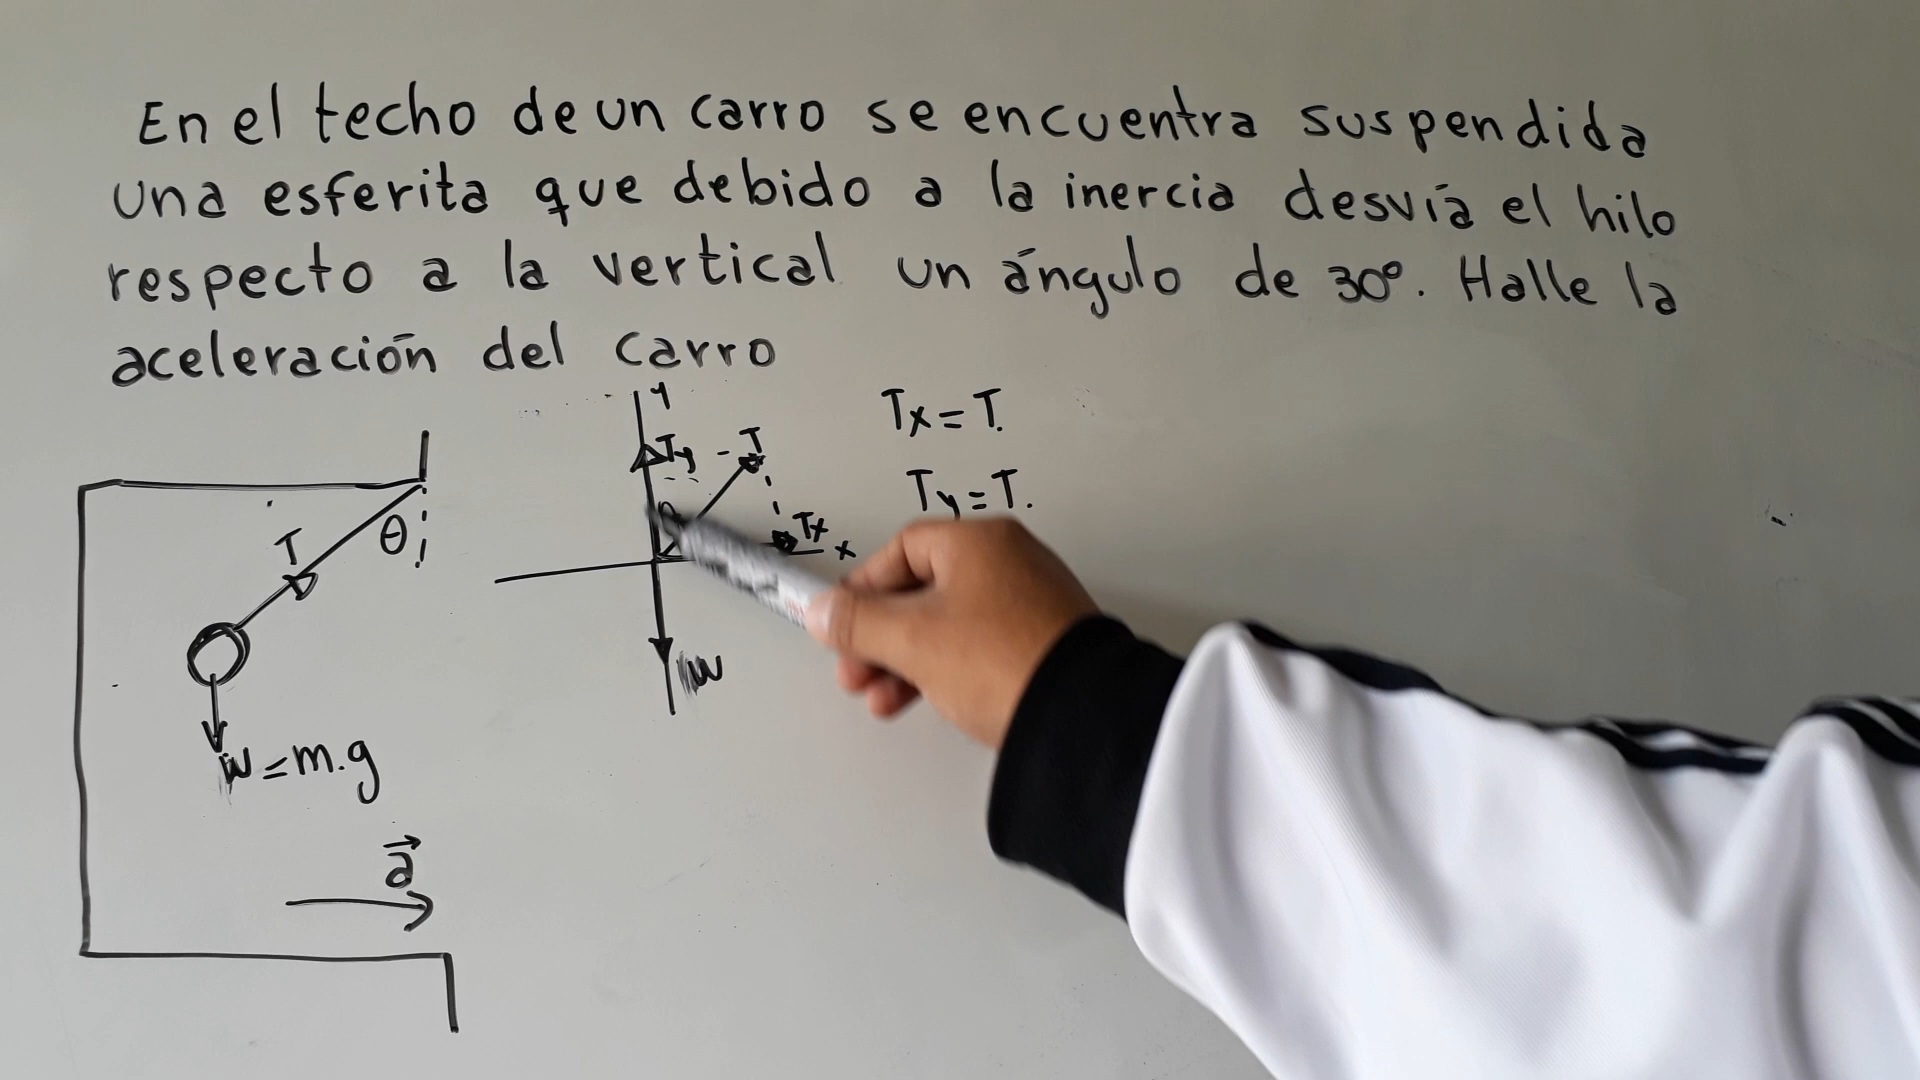 En el techo de un carro se encuentra suspendida
una esferita que debido a la inercia desvía el hilo
respecto a la vertical un ángulo de 30°. Halle la
aceleración del carro
T
θ
W = m.g
a⃗
y
Ty
T
Tx
x
W
Tx = T.
Ty = T.